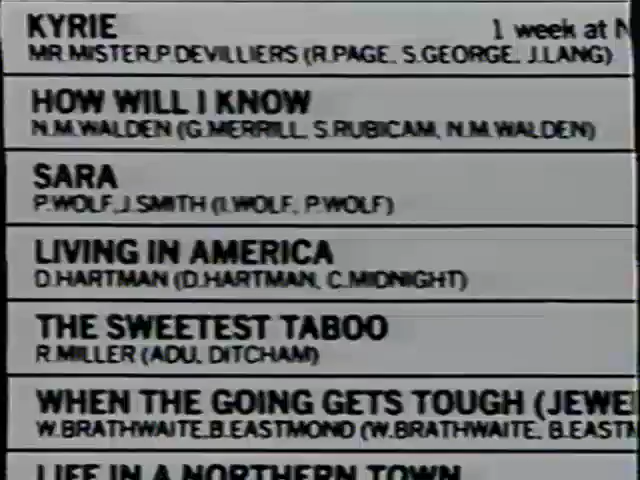 KYRIE 1 week at N
MR.MISTER,P.DEVILLIERS (R.PAGE, S.GEORGE, J.LANG)
HOW WILL I KNOW
N.M.WALDEN (G.MERRILL, S.RUBICAM, N.M.WALDEN)
SARA
P.WOLF,J.SMITH (I.WOLF, P.WOLF)
LIVING IN AMERICA
D.HARTMAN (D.HARTMAN, C.MIDNIGHT)
THE SWEETEST TABOO
R.MILLER (ADU, DITCHAM)
WHEN THE GOING GETS TOUGH (JEWE
W.BRATHWAITE,B.EASTMOND (W.BRATHWAITE, B.EASTM
LIFE IN A NORTHERN TOWN